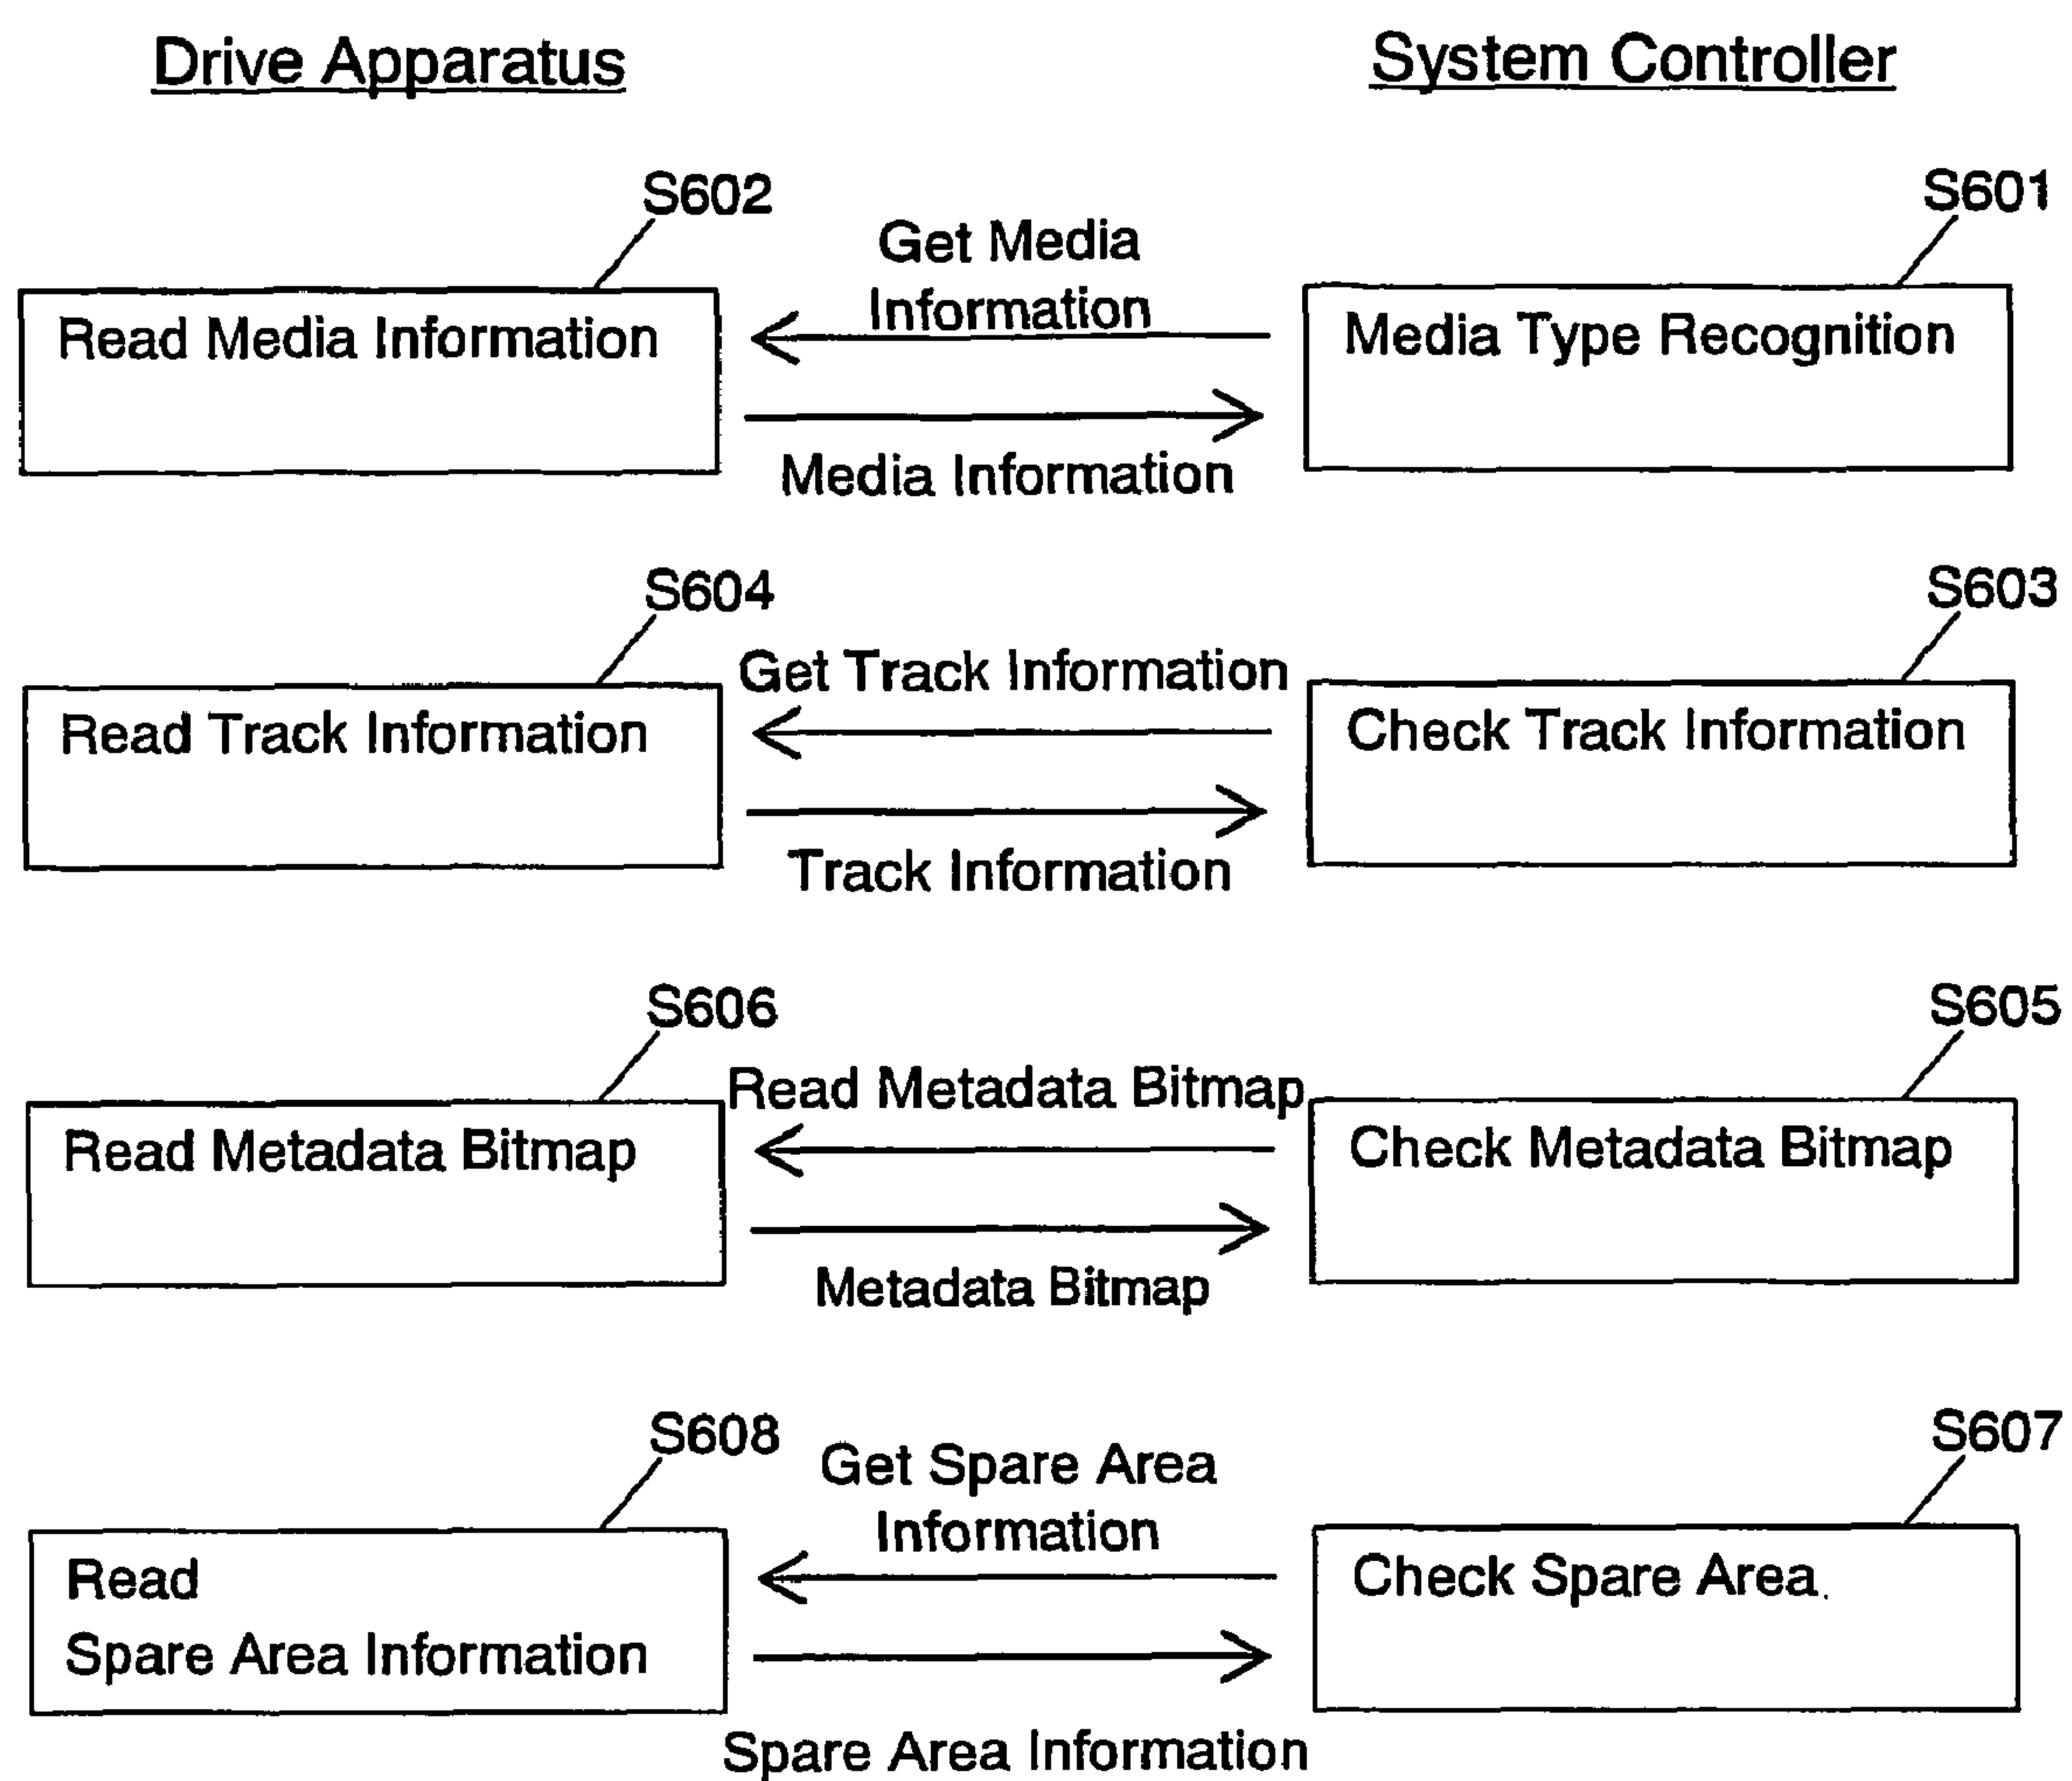 Drive Apparatus
System Controller
S602
S601
Get Media
Information
Read Media Information
Media Type Recognition
Media Information
S604
S603
Get Track Information
Read Track Information
Check Track Information
Track Information
S606
S605
Read Metadata Bitmap
Read Metadata Bitmap
Check Metadata Bitmap
Metadata Bitmap
S608
S607
Get Spare Area
Information
Read
Spare Area Information
Check Spare Area
Spare Area Information